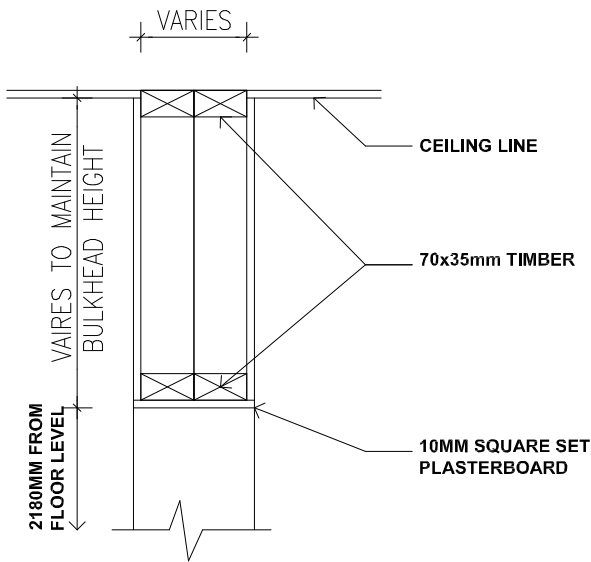 VARIES
CEILING LINE
VAIRES TO MAINTAIN
BULKHEAD HEIGHT
70x35mm TIMBER
10MM SQUARE SET
PLASTERBOARD
2180MM FROM
FLOOR LEVEL